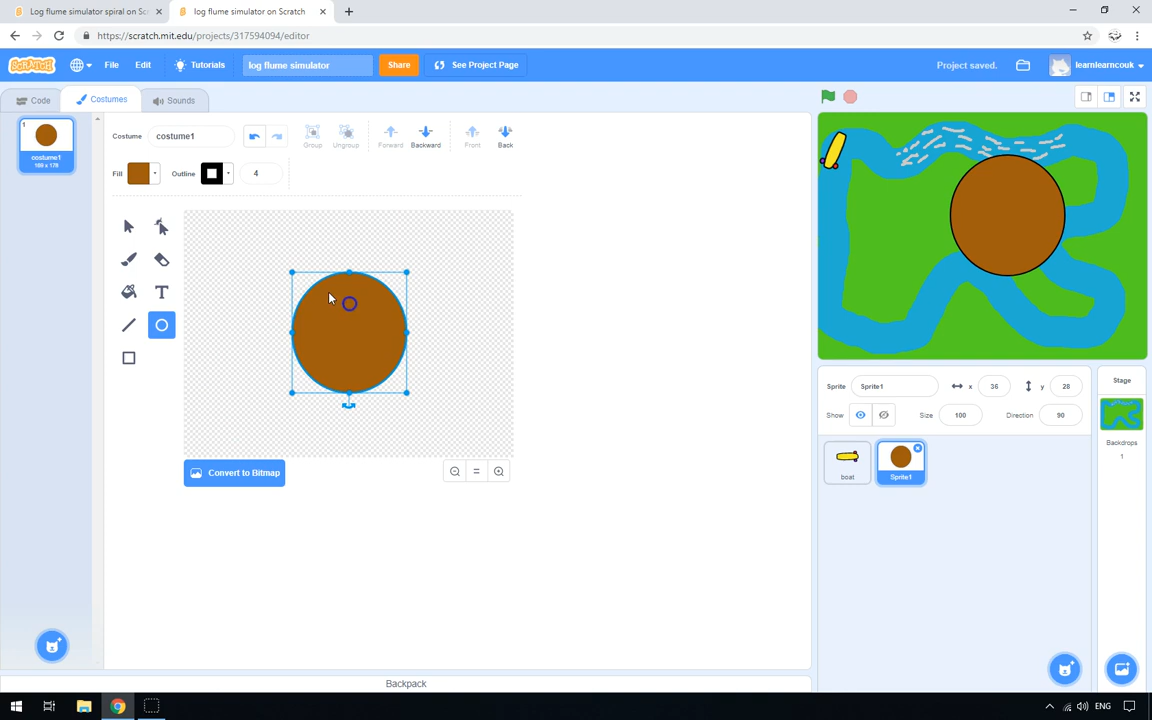 Log flume simulator spiral on Scr
log flume simulator on Scratch
https://scratch.mit.edu/projects/317594094/editor
SCRATCH
File
Edit
Tutorials
log flume simulator
Share
See Project Page
Project saved.
learnlearncouk
Code
Costumes
Sounds
1
costume1
Costume
costume1
Group
Ungroup
Forward
Backward
Front
Back
Fill
Outline
4
T
Convert to Bitmap
Sprite
Sprite1
x
36
y
28
Show
Size
100
Direction
90
boat
Sprite1
Stage
Backdrops
1
Backpack
ENG